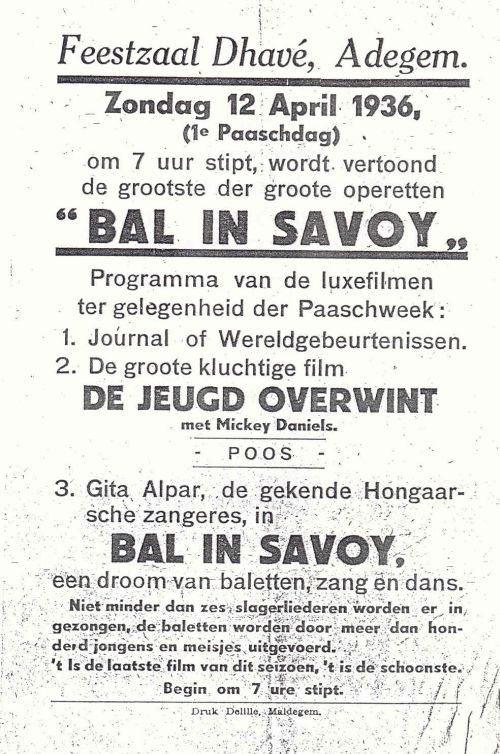 Feestzaal Dhavé, Adegem.
Zondag 12 April 1936,
(1e Paaschdag)
om 7 uur stipt, wordt vertoond
de grootste der groote operetten
“ BAL IN SAVOY „
Programma van de luxefilmen
ter gelegenheid der Paaschweek :
1. Journal of Wereldgebeurtenissen.
2. De groote kluchtige film
DE JEUGD OVERWINT
met Mickey Daniels.
- POOS -
3. Gita Alpar, de gekende Hongaar-
sche zangeres, in
BAL IN SAVOY,
een droom van baletten, zang en dans.
Niet minder dan zes slagerliederen worden er in
gezongen, de baletten worden door meer dan hon-
derd jongens en meisjes uitgevoerd.
't Is de laatste film van dit seizoen, 't is de schoonste.
Begin om 7 ure stipt.
Druk Delille, Maldegem.